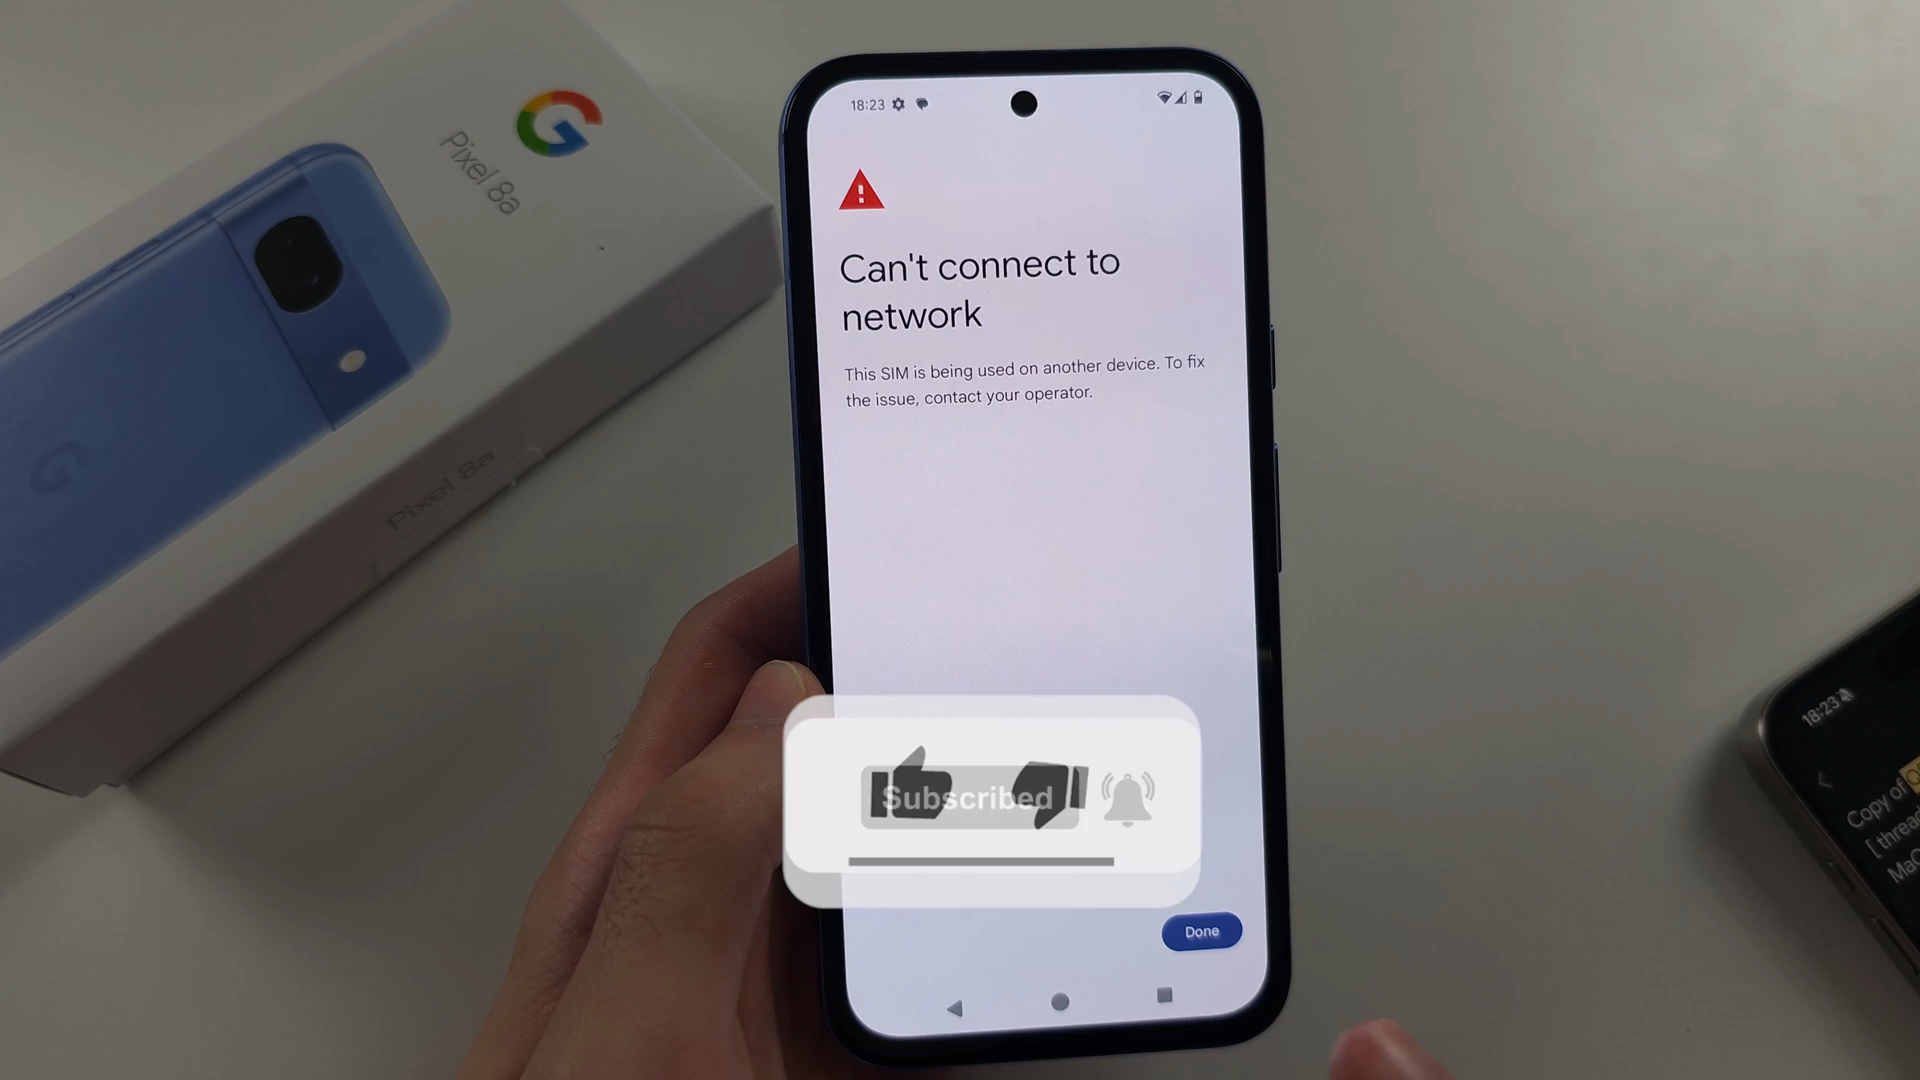 Pixel 8a
Pixel 8a
18:23
Can't connect to
network
This SIM is being used on another device. To fix
the issue, contact your operator.
Subscribed
Done
18:23
Copy of
[ thread